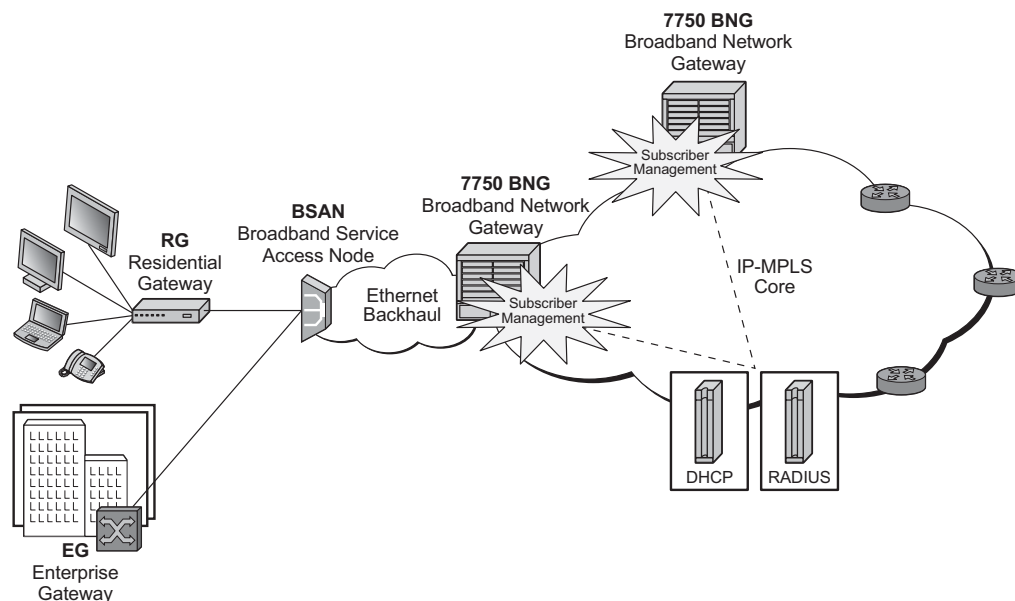 7750 BNG
Broadband Network
Gateway
Subscriber
Management
7750 BNG
Broadband Network
Gateway
Subscriber
Management
BSAN
Broadband Service
Access Node
RG
Residential
Gateway
Ethernet
Backhaul
IP-MPLS
Core
DHCP
RADIUS
EG
Enterprise
Gateway